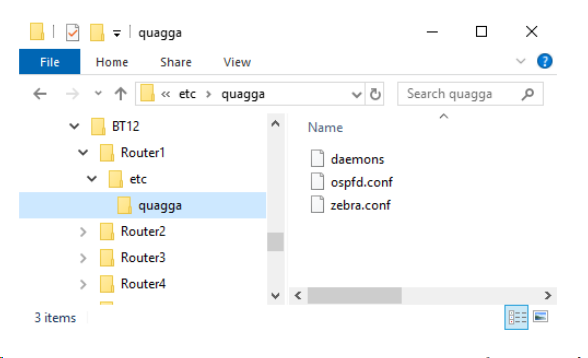 quagga
File Home Share View
« etc > quagga Search quagga
BT12
Router1
etc
quagga
Router2
Router3
Router4
Name
daemons
ospfd.conf
zebra.conf
3 items